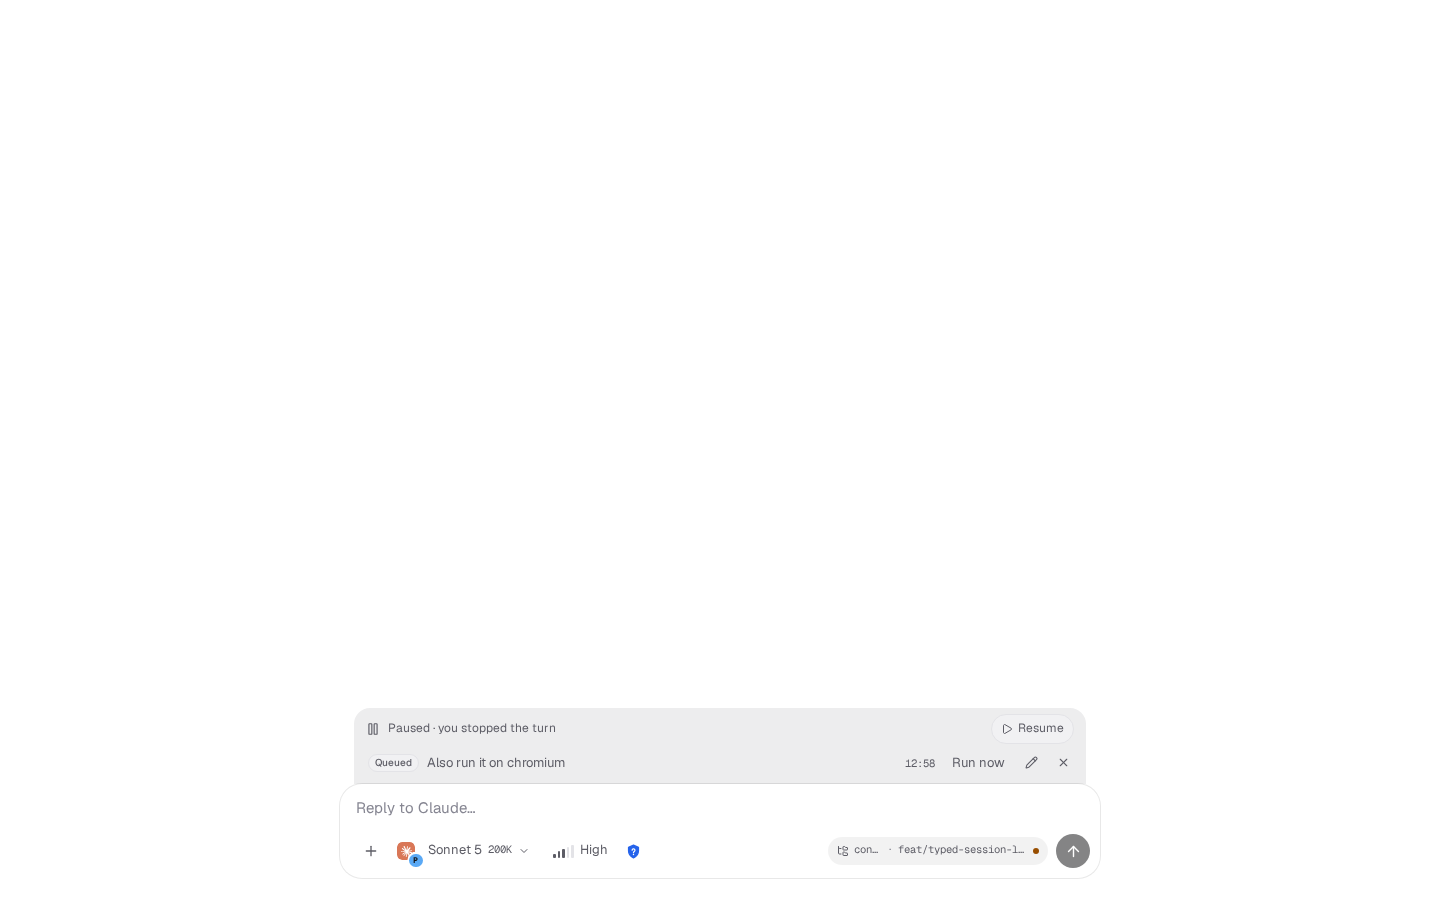 Paused · you stopped the turn
Resume
Queued
Also run it on chromium
12:58
Run now
Reply to Claude...
P
Sonnet 5 200K
High
con… · feat/typed-session-l…